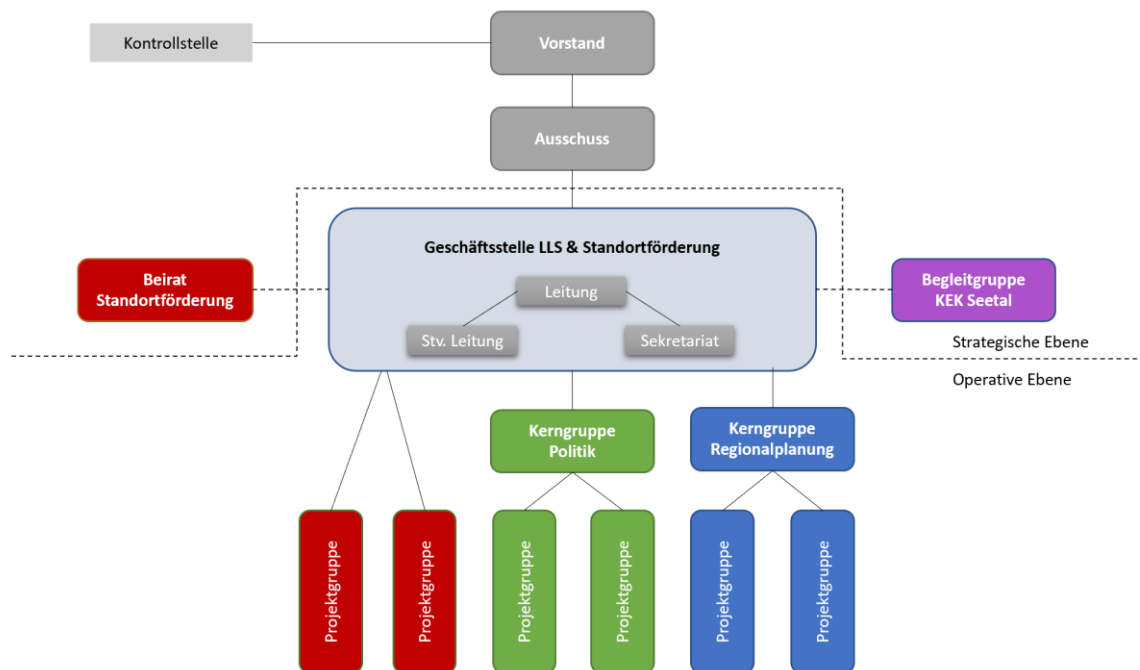 Kontrollstelle
Vorstand
Ausschuss
Geschäftsstelle LLS & Standortförderung
Leitung
Stv. Leitung
Sekretariat
Beirat
Standortförderung
Begleitgruppe
KEK Seetal
Strategische Ebene
Operative Ebene
Kerngruppe
Politik
Kerngruppe
Regionalplanung
Projektgruppe
Projektgruppe
Projektgruppe
Projektgruppe
Projektgruppe
Projektgruppe